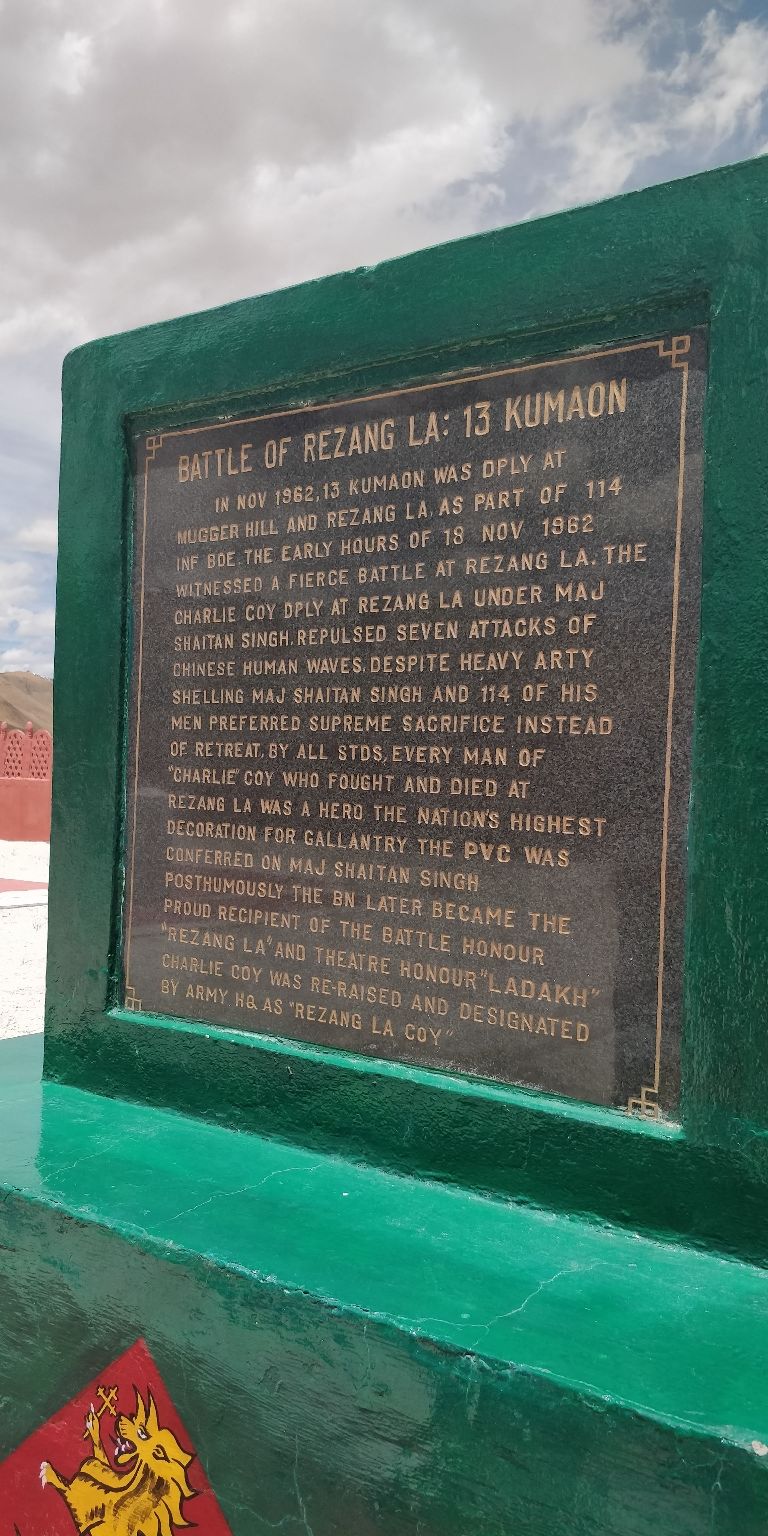 BATTLE OF REZANG LA: 13 KUMAON
IN NOV 1962,13 KUMAON WAS DPLY AT
MUGGER HILL AND REZANG LA AS PART OF 114
INF BDE. THE EARLY HOURS OF 18 NOV 1962
WITNESSED A FIERCE BATTLE AT REZANG LA. THE
CHARLIE COY DPLY AT REZANG LA UNDER MAJ
SHAITAN SINGH REPULSED SEVEN ATTACKS OF
CHINESE HUMAN WAVES. DESPITE HEAVY ARTY
SHELLING MAJ SHAITAN SINGH AND 114 OF HIS
MEN PREFERRED SUPREME SACRIFICE INSTEAD
OF RETREAT. BY ALL STDS, EVERY MAN OF
"CHARLIE" COY WHO FOUGHT AND DIED AT
REZANG LA WAS A HERO THE NATION'S HIGHEST
DECORATION FOR GALLANTRY THE PVC WAS
CONFERRED ON MAJ SHAITAN SINGH
POSTHUMOUSLY THE BN LATER BECAME THE
PROUD RECIPIENT OF THE BATTLE HONOUR
"REZANG LA" AND THEATRE HONOUR "LADAKH"
CHARLIE COY WAS RE-RAISED AND DESIGNATED
BY ARMY HQ AS "REZANG LA COY"